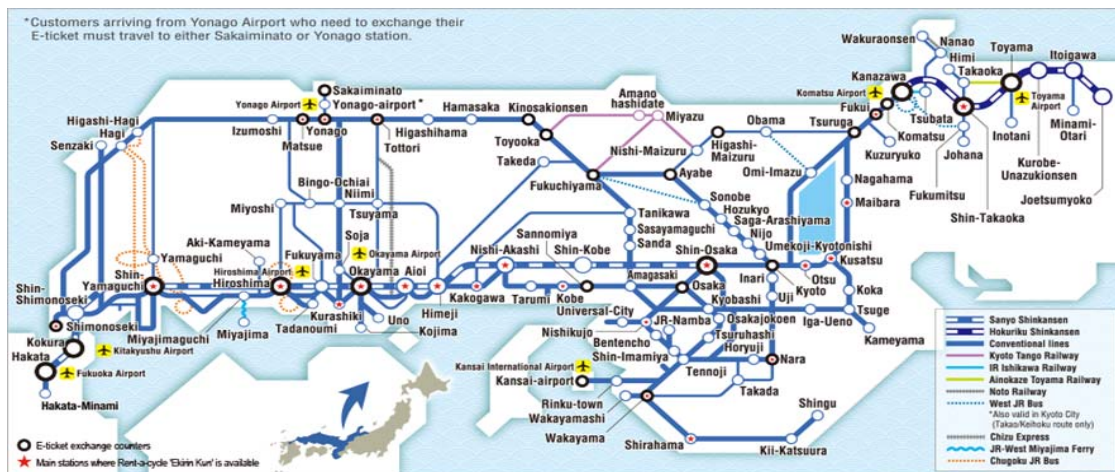 *Customers arriving from Yonago Airport who need to exchange their
E-ticket must travel to either Sakaiminato or Yonago station.
Wakuraonsen
Nanao
Himi
Toyama
Itoigawa
Takaoka
Kanazawa
Komatsu Airport
Toyama
Airport
Fukui
Tsubata
Inotani
Minami-
Otari
Tsuruga
Komatsu
Kuzuryuko
Johana
Kurobe-
Unazukionsen
Fukumitsu
Joetsumyoko
Shin-Takaoka
Sakaiminato
Yonago Airport
Yonago-airport *
Hamasaka
Kinosakionsen
Amano
hashidate
Miyazu
Obama
Higashi-Hagi
Hagi
Senzaki
Izumoshi
Yonago
Matsue
Higashihama
Tottori
Toyooka
Nishi-Maizuru
Higashi-
Maizuru
Takeda
Omi-Imazu
Nagahama
Fukuchiyama
Ayabe
Maibara
Bingo-Ochiai
Niimi
Miyoshi
Tsuyama
Sonobe
Hozukyo
Saga-Arashiyama
Nijo
Umekoji-Kyotonishi
Tanikawa
Sasayamaguchi
Sanda
Soja
Aki-Kameyama
Fukuyama
Okayama Airport
Sannomiya
Nishi-Akashi
Shin-Kobe
Shin-Osaka
Kusatsu
Yamaguchi
Hiroshima Airport
Okayama
Aioi
Shin-
Yamaguchi
Hiroshima
Shin-
Shimonoseki
Amagasaki
Osaka
Inari
Kyoto
Otsu
Koka
Kakogawa
Tarumi
Kobe
Himeji
Kurashiki
Uno
Kojima
Tadanoumi
Miyajimaguchi
Miyajima
Shimonoseki
Kokura
Hakata
Kitakyushu Airport
Fukuoka Airport
Hakata-Minami
Universal-City
Kyobashi
Uji
Tsuge
Nishikujo
JR-Namba
Osakajokoen
Iga-Ueno
Bentencho
Tsuruhashi
Kameyama
Shin-Imamiya
Horyuji
Nara
Kansai International Airport
Tennoji
Kansai-airport
Takada
Rinku-town
Wakayamashi
Wakayama
Shingu
Shirahama
Kii-Katsuura
Sanyo Shinkansen
Hokuriku Shinkansen
Conventional lines
Kyoto Tango Railway
IR Ishikawa Railway
Ainokaze Toyama Railway
Noto Railway
West JR Bus
*Also valid in Kyoto City
(Takao/Keihoku route only)
Chizu Express
JR-West Miyajima Ferry
Chugoku JR Bus
E-ticket exchange counters
Main stations where Rent-a-cycle 'Ekirin Kun' is available